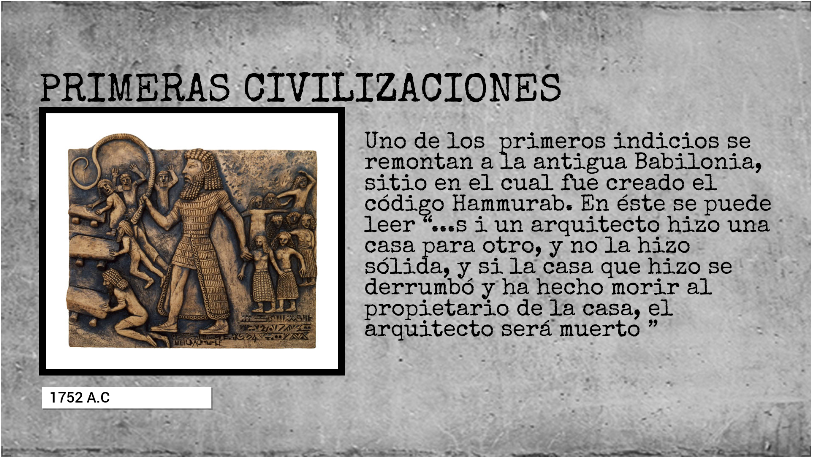 PRIMERAS CIVILIZACIONES
Uno de los primeros indicios se
remontan a la antigua Babilonia,
sitio en el cual fue creado el
código Hammurab. En éste se puede
leer “...s i un arquitecto hizo una
casa para otro, y no la hizo
sólida, y si la casa que hizo se
derrumbó y ha hecho morir al
propietario de la casa, el
arquitecto será muerto ”
1752 A.C